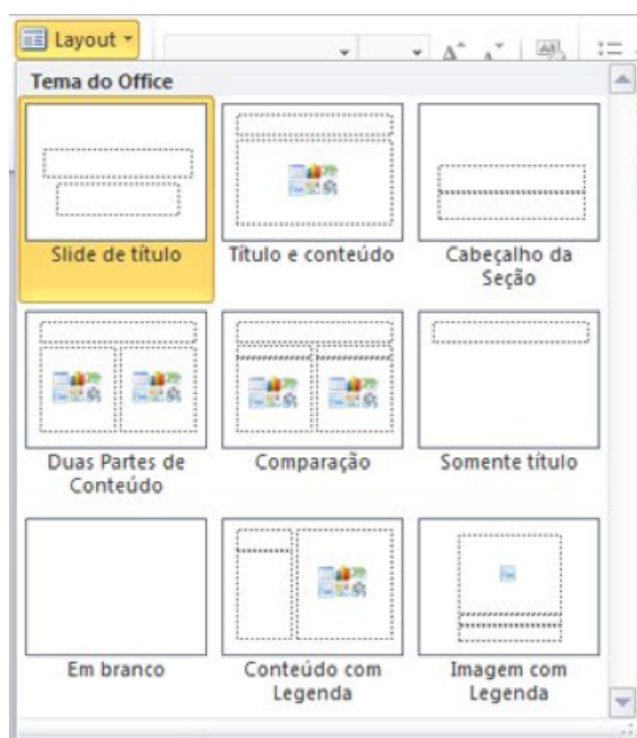 Layout
Tema do Office
Slide de título
Título e conteúdo
Cabeçalho da
Seção
Duas Partes de
Conteúdo
Comparação
Somente título
Em branco
Conteúdo com
Legenda
Imagem com
Legenda